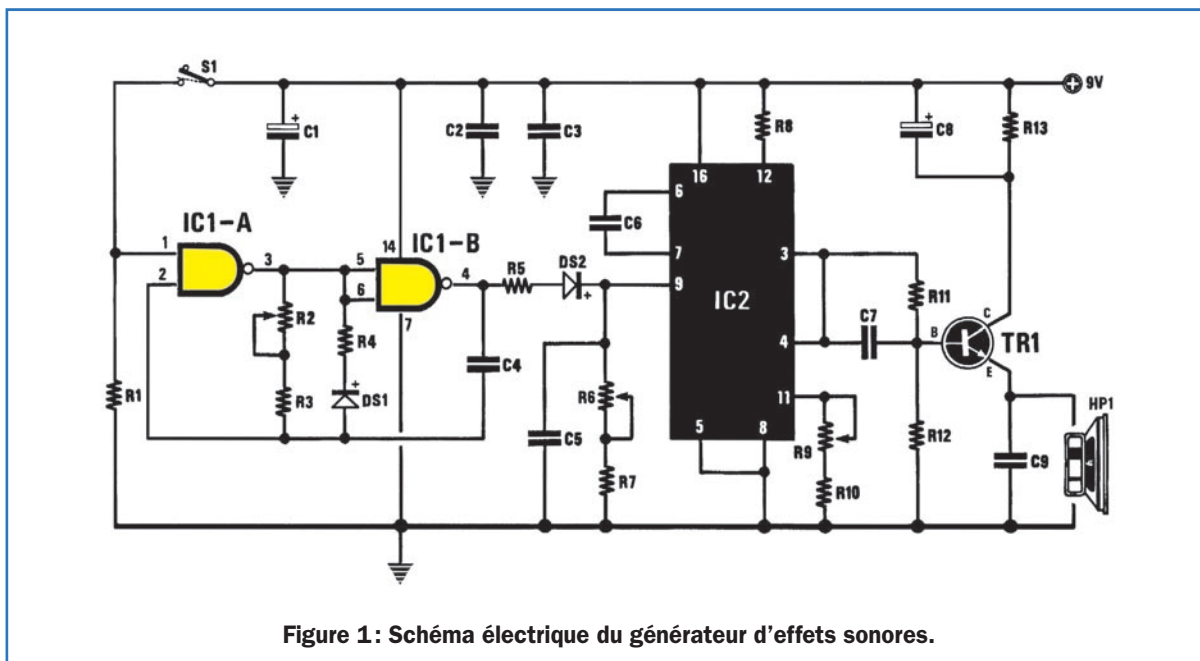 S1
9V
C1
C2
C3
R8
C8
R13
16
12
IC1-A
6
C6
7
1
2
3
5
14
IC1-B
6
4
7
R5
DS2
9
IC2
3
R11
C7
4
B
C
TR1
E
R2
R4
C4
R1
R3
DS1
R6
C5
R7
11
R9
R10
5
8
R12
C9
HP1
Figure 1: Schéma électrique du générateur d’effets sonores.